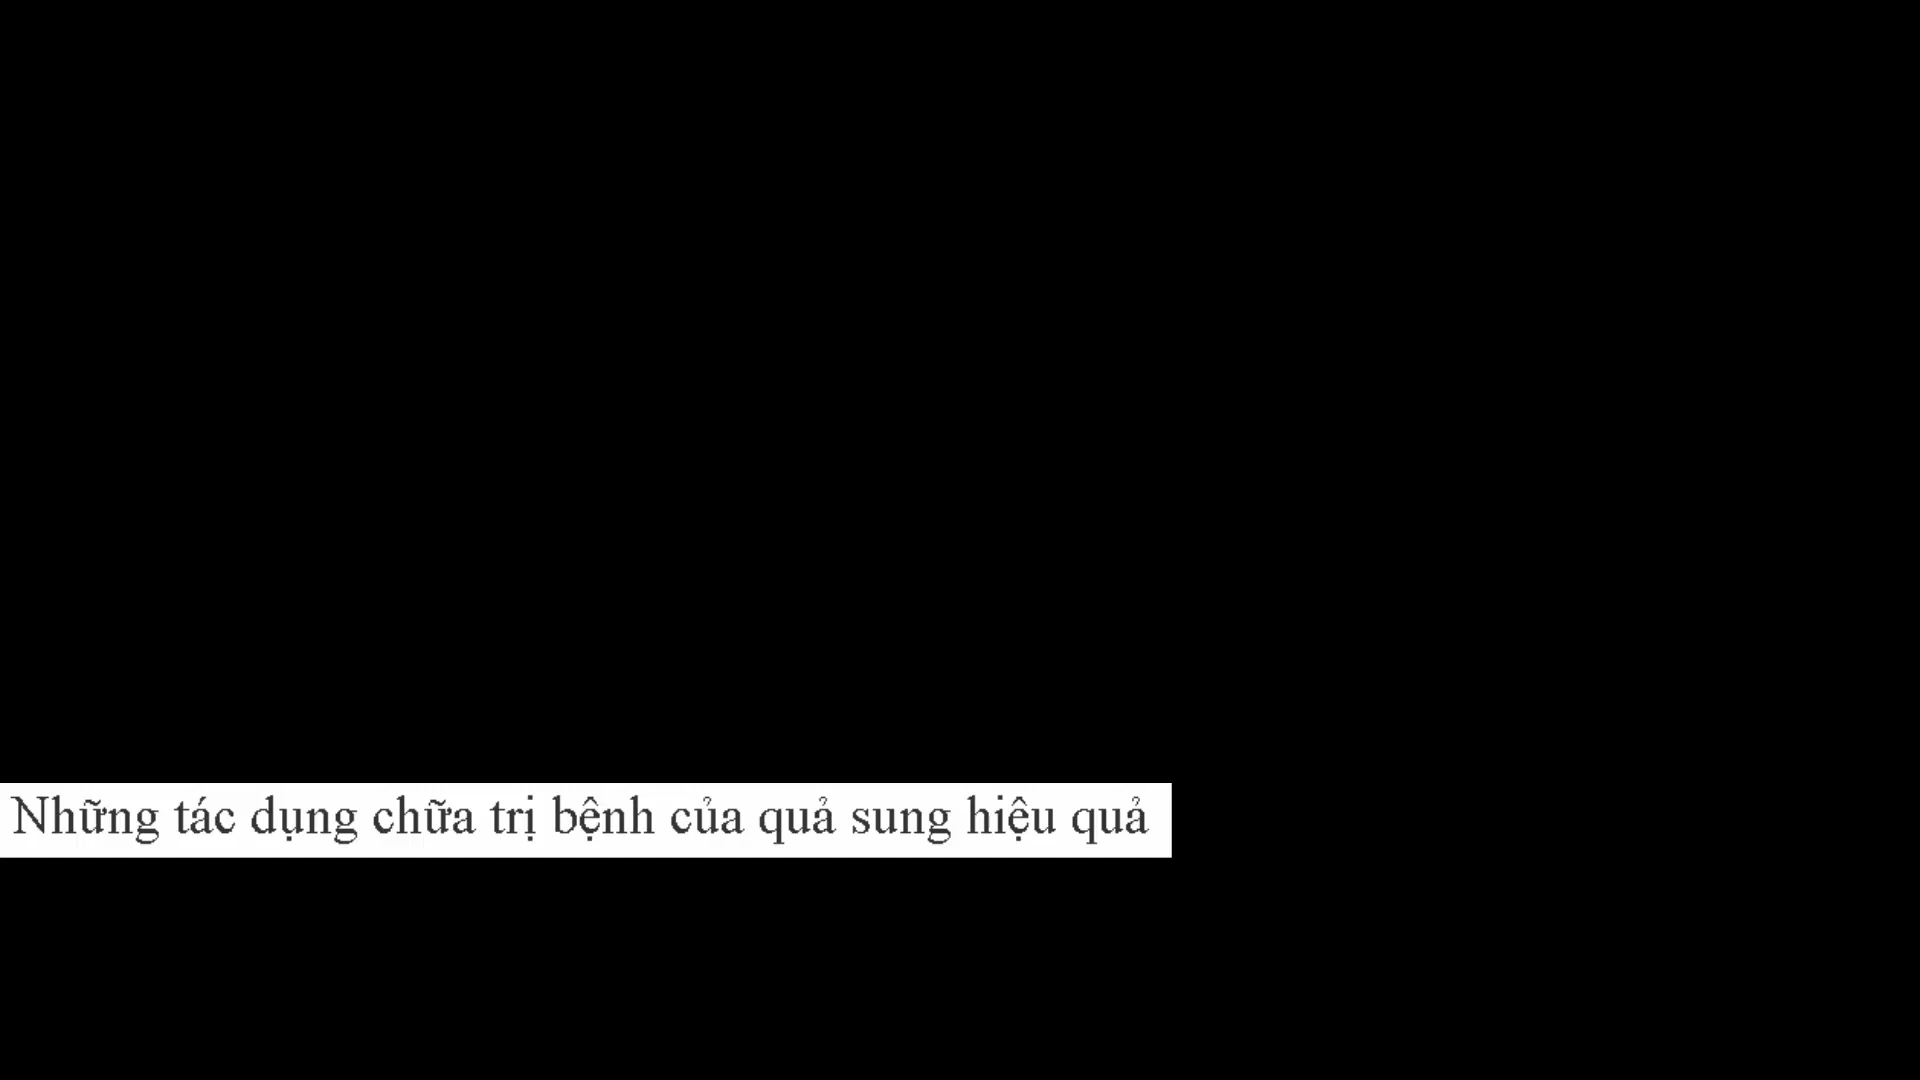 Những tác dụng chữa trị bệnh của quả sung hiệu quả